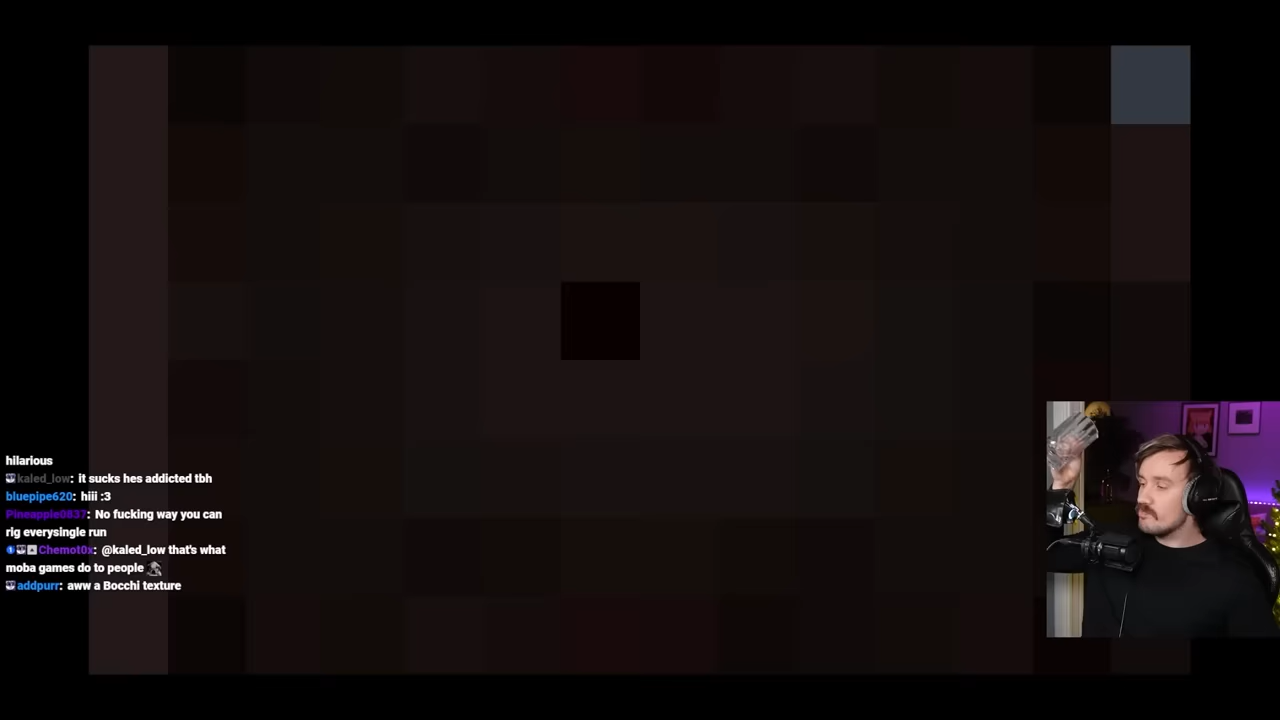 hilarious
kaled_low: it sucks hes addicted tbh
bluepipe620: hiii :3
Pineapple0837: No fucking way you can
rig everysingle run
Chemot0x: @kaled_low that's what
moba games do to people
addpurr: aww a Bocchi texture